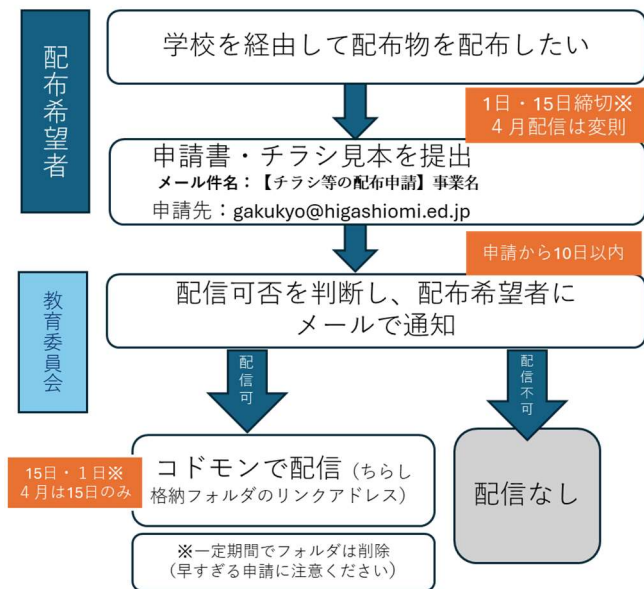 配布希望者
学校を経由して配布物を配布したい
1日・15日締切※
４月配信は変則
申請書・チラシ見本を提出
メール件名：【チラシ等の配布申請】事業名
申請先：gakukyo@higashiomi.ed.jp
申請から10日以内
教育委員会
配信可否を判断し、配布希望者に
メールで通知
配信可
配信不可
15日・１日※
４月は15日のみ
コドモンで配信（ちらし
格納フォルダのリンクアドレス）
配信なし
※一定期間でフォルダは削除
（早すぎる申請に注意ください）